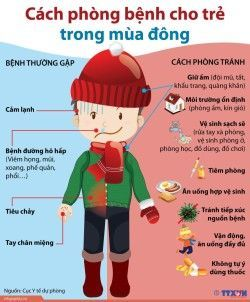 Cách phòng bệnh cho trẻ
trong mùa đông
BỆNH THƯỜNG GẶP
Cảm lạnh
Bệnh đường hô hấp
(Viêm họng, mũi,
xoang, phế quản,
phổi...)
Tiêu chảy
Tay chân miệng
CÁCH PHÒNG TRÁNH
Giữ ấm (đội mũ, tất,
khẩu trang, quàng khăn)
Môi trường ổn định
(phòng ấm, kín gió)
Vệ sinh sạch sẽ
(rửa tay xà phòng,
vệ sinh phòng ở,
phòng học, đồ dùng, đồ chơi)
Tiêm phòng
Ăn uống hợp vệ sinh
Tránh tiếp xúc
nguồn bệnh
Vận động,
ăn uống đầy đủ
Không tự ý
dùng thuốc
Nguồn: Cục Y tế dự phòng
TTXVN